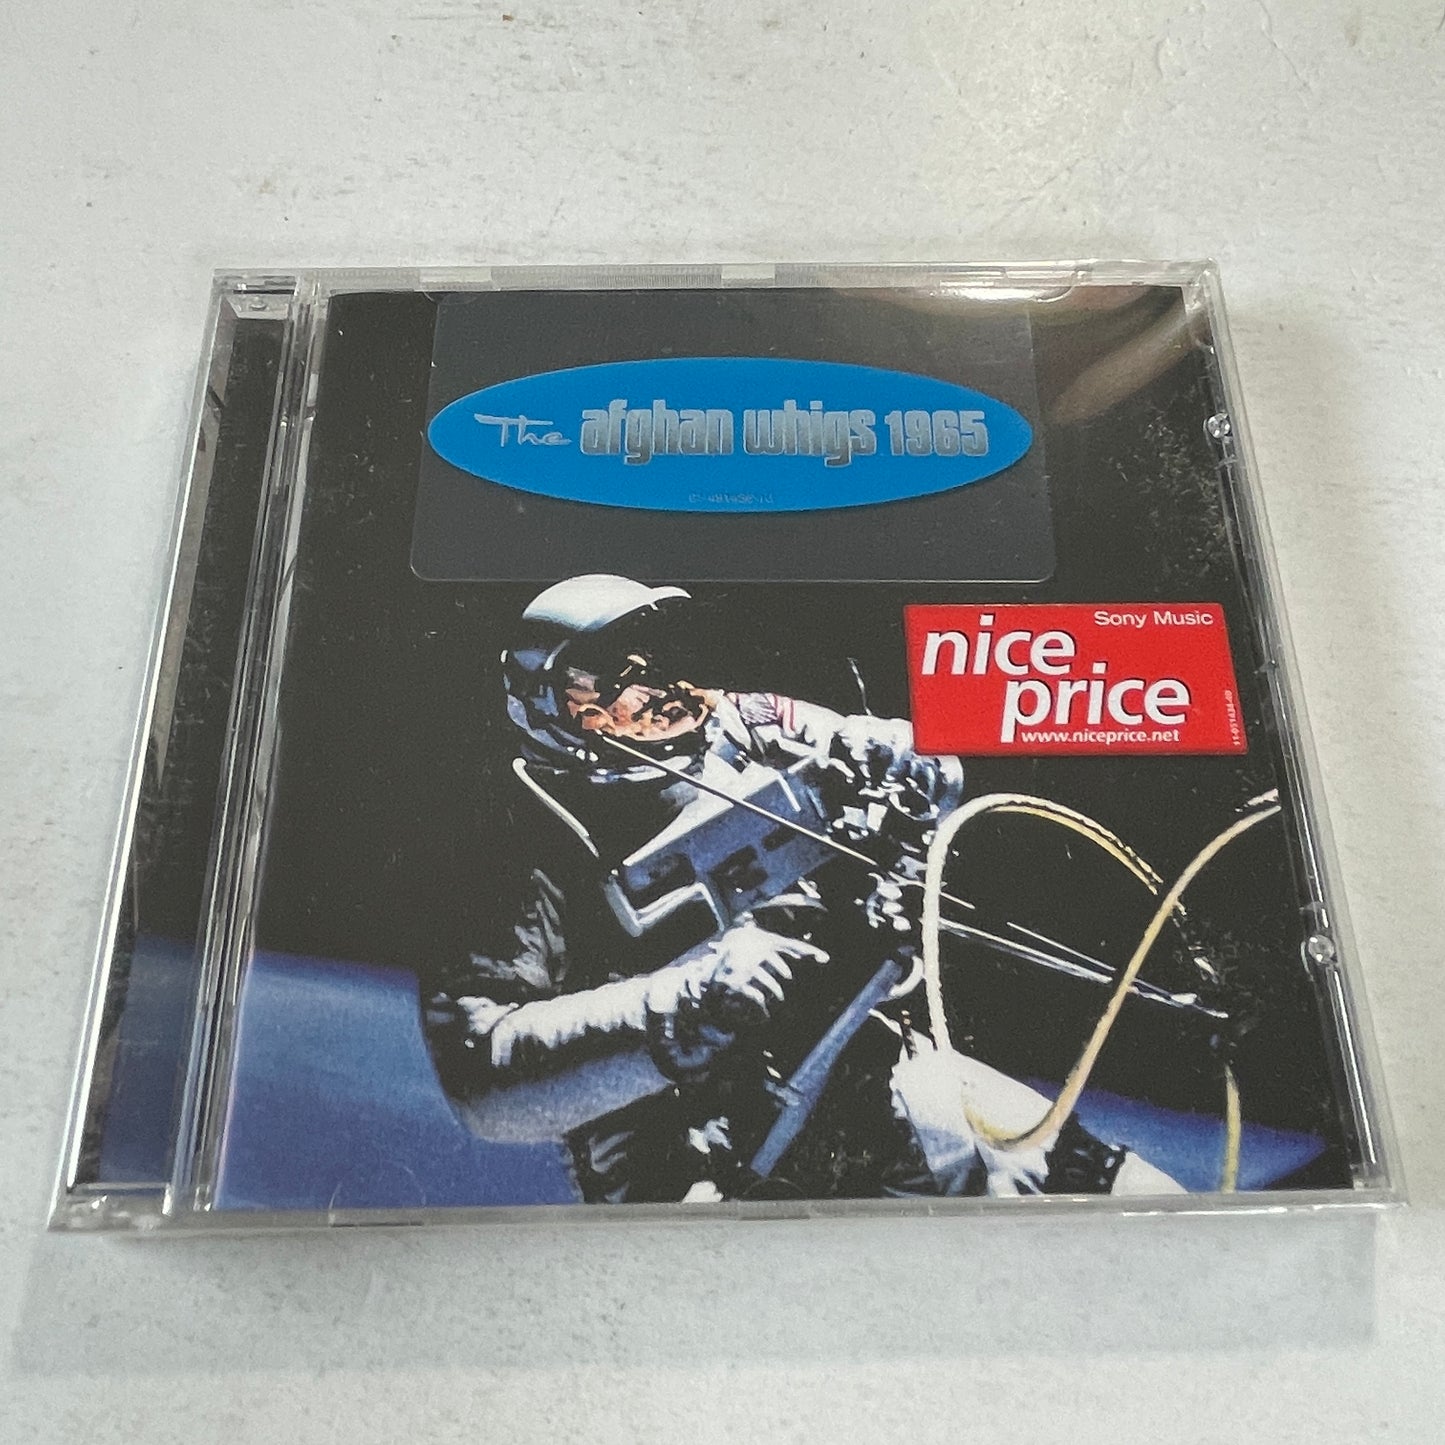 The afghan whigs 1965
Sony Music
nice
price
www.niceprice.net